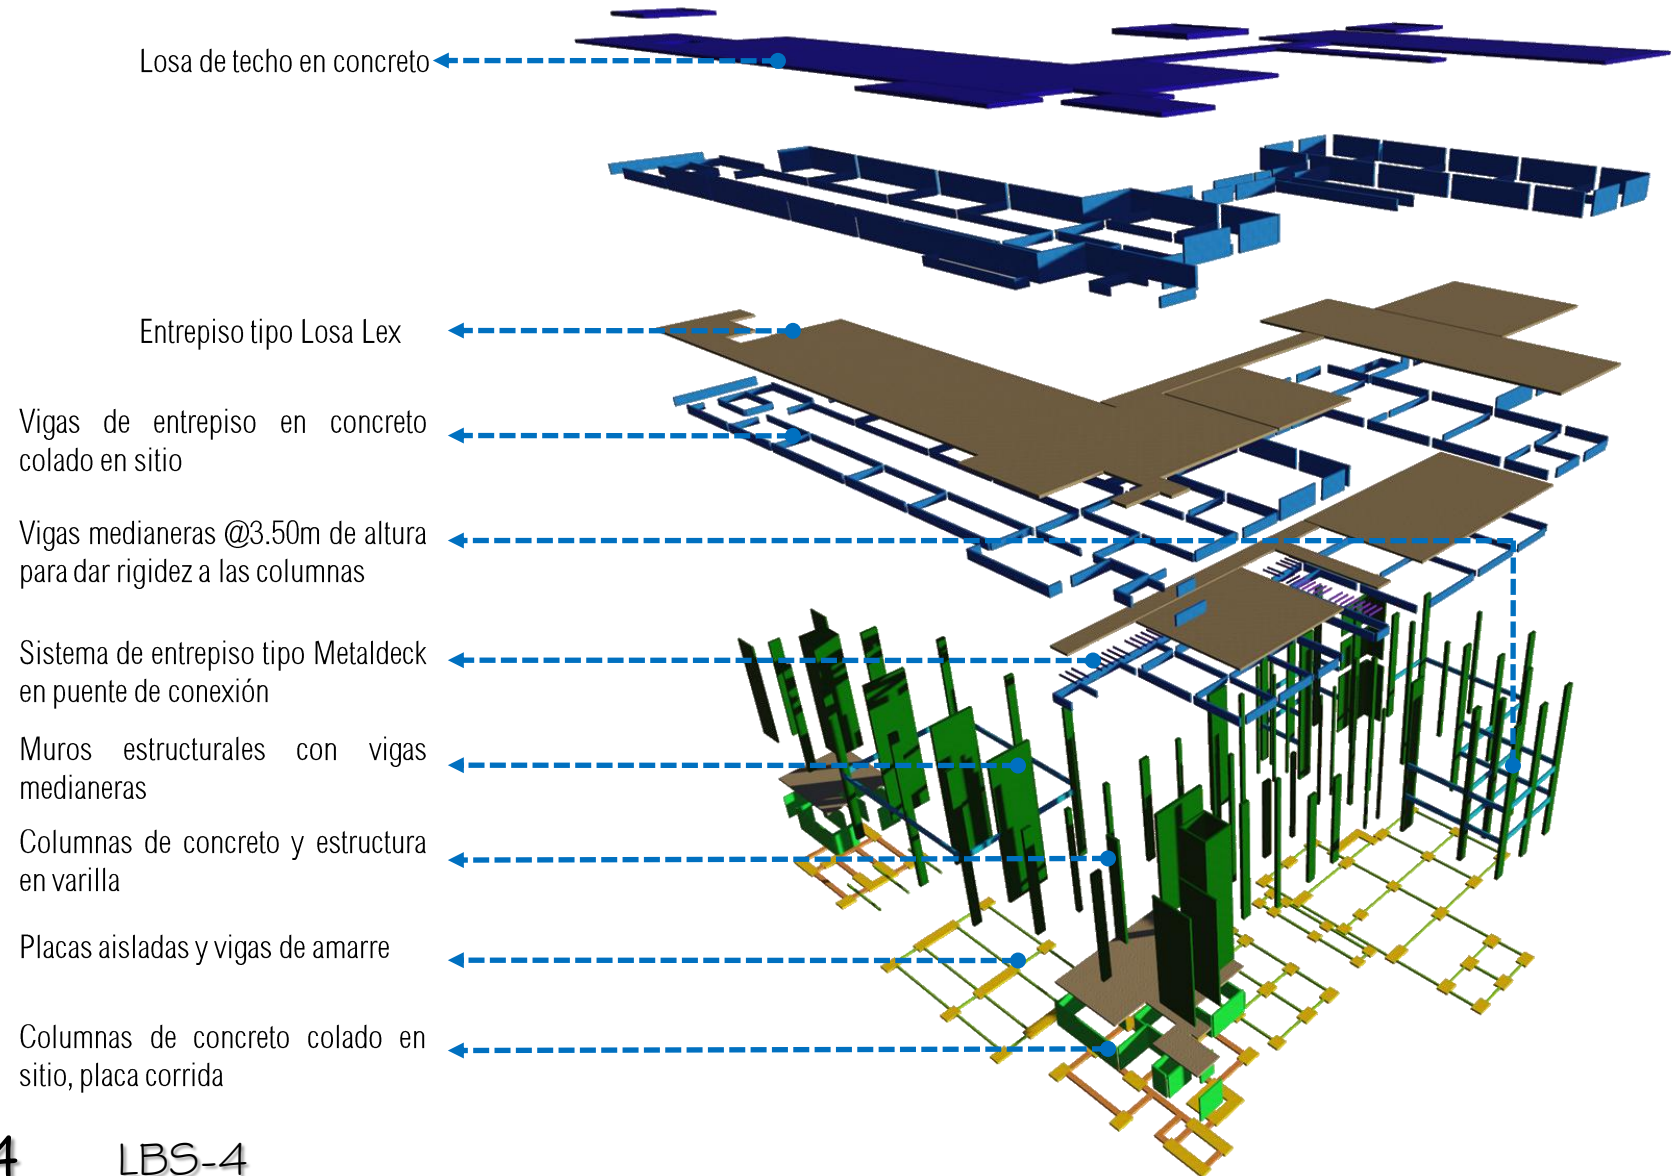 Losa de techo en concreto
Entrepiso tipo Losa Lex
Vigas de entrepiso en concreto
colado en sitio
Vigas medianeras @3.50m de altura
para dar rigidez a las columnas
Sistema de entrepiso tipo Metaldeck
en puente de conexión
Muros estructurales con vigas
medianeras
Columnas de concreto y estructura
en varilla
Placas aisladas y vigas de amarre
Columnas de concreto colado en
sitio, placa corrida
4 LBS-4